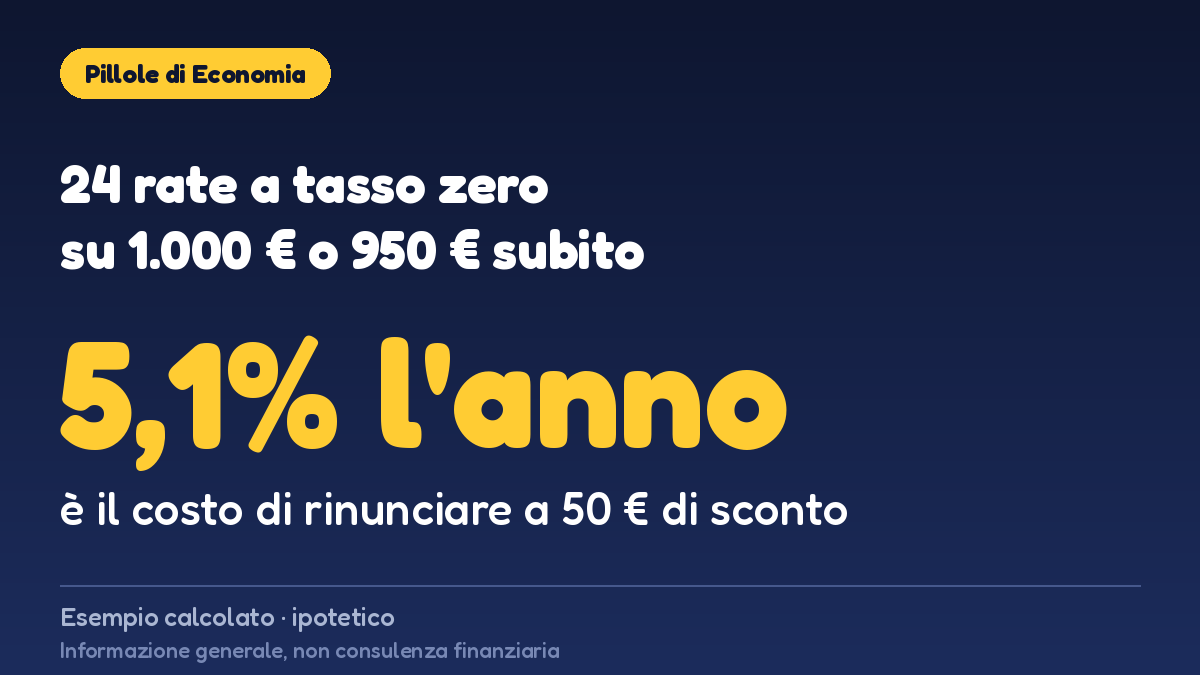 Pillole di Economia
24 rate a tasso zero
su 1.000 € o 950 € subito
5,1% l'anno
è il costo di rinunciare a 50 € di sconto
Esempio calcolato · ipotetico
Informazione generale, non consulenza finanziaria